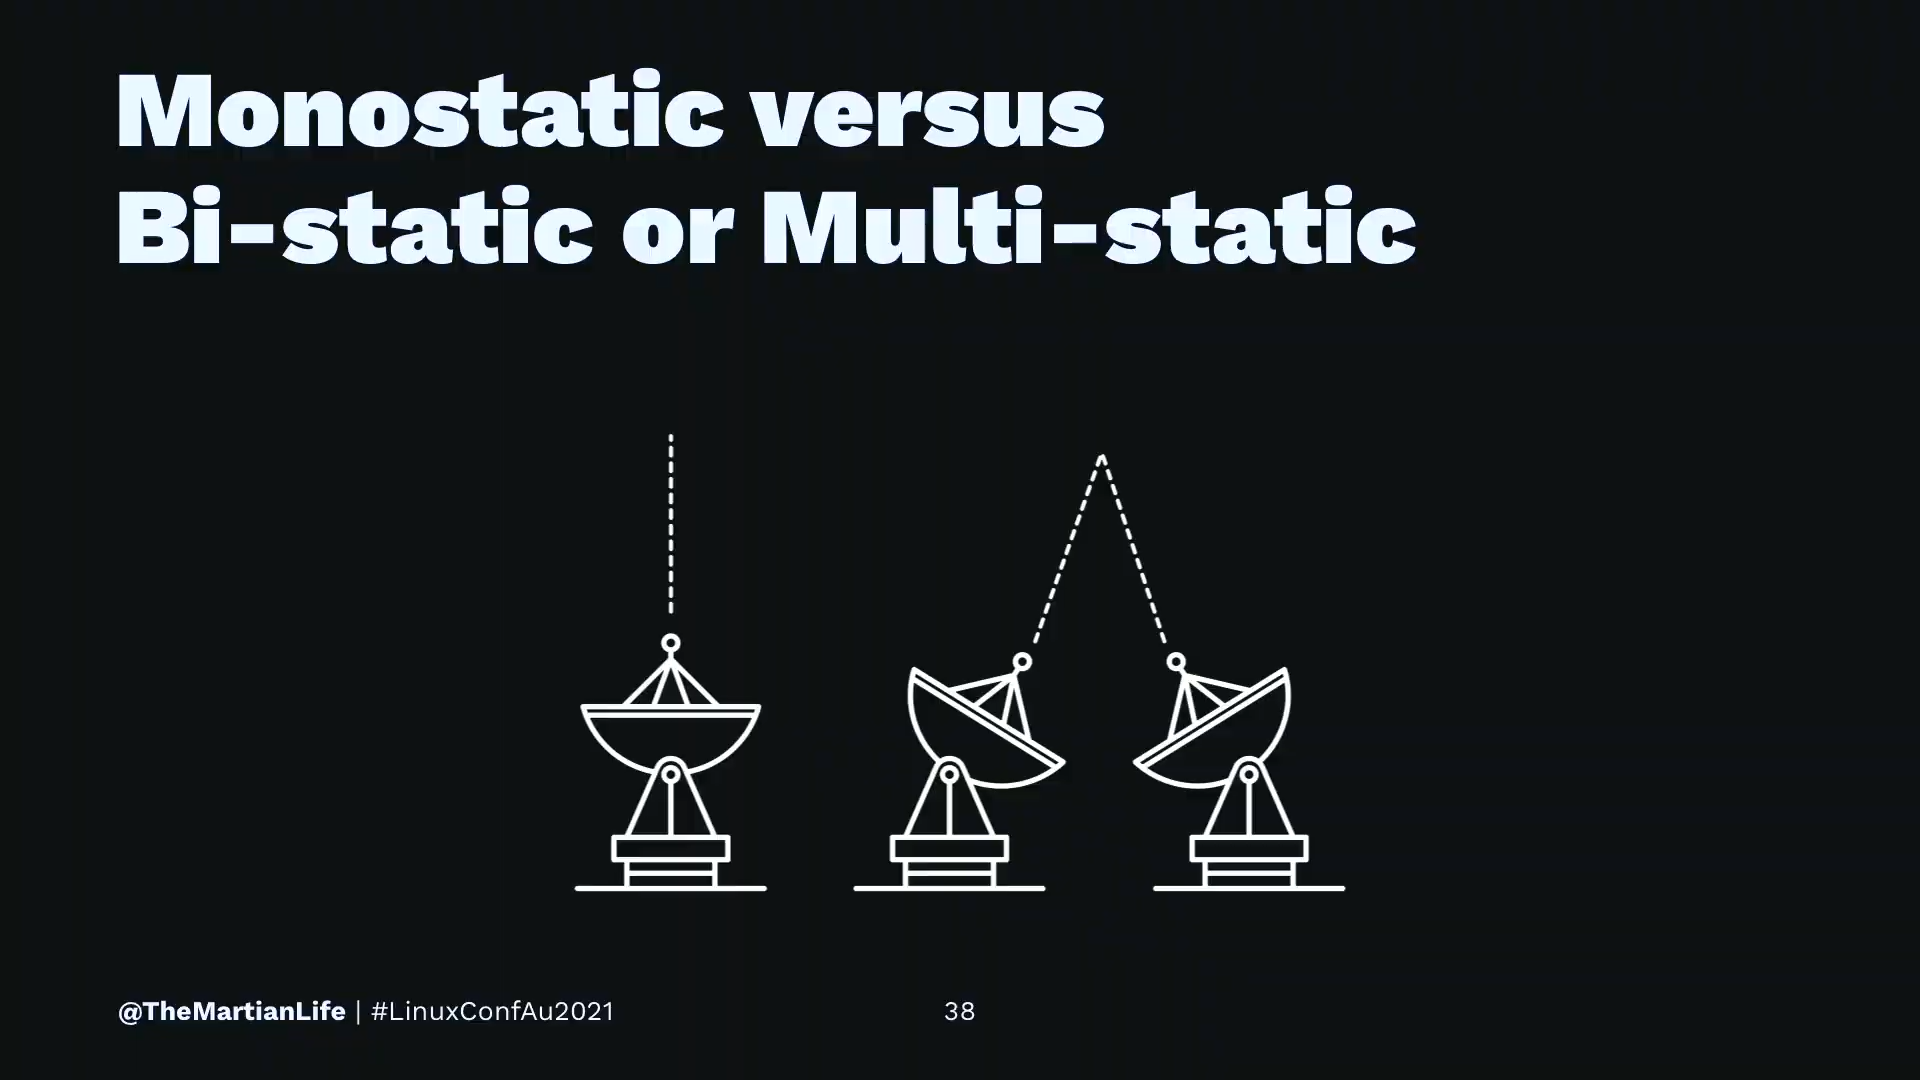 Monostatic versus
Bi-static or Multi-static
@TheMartianLife | #LinuxConfAu2021
38